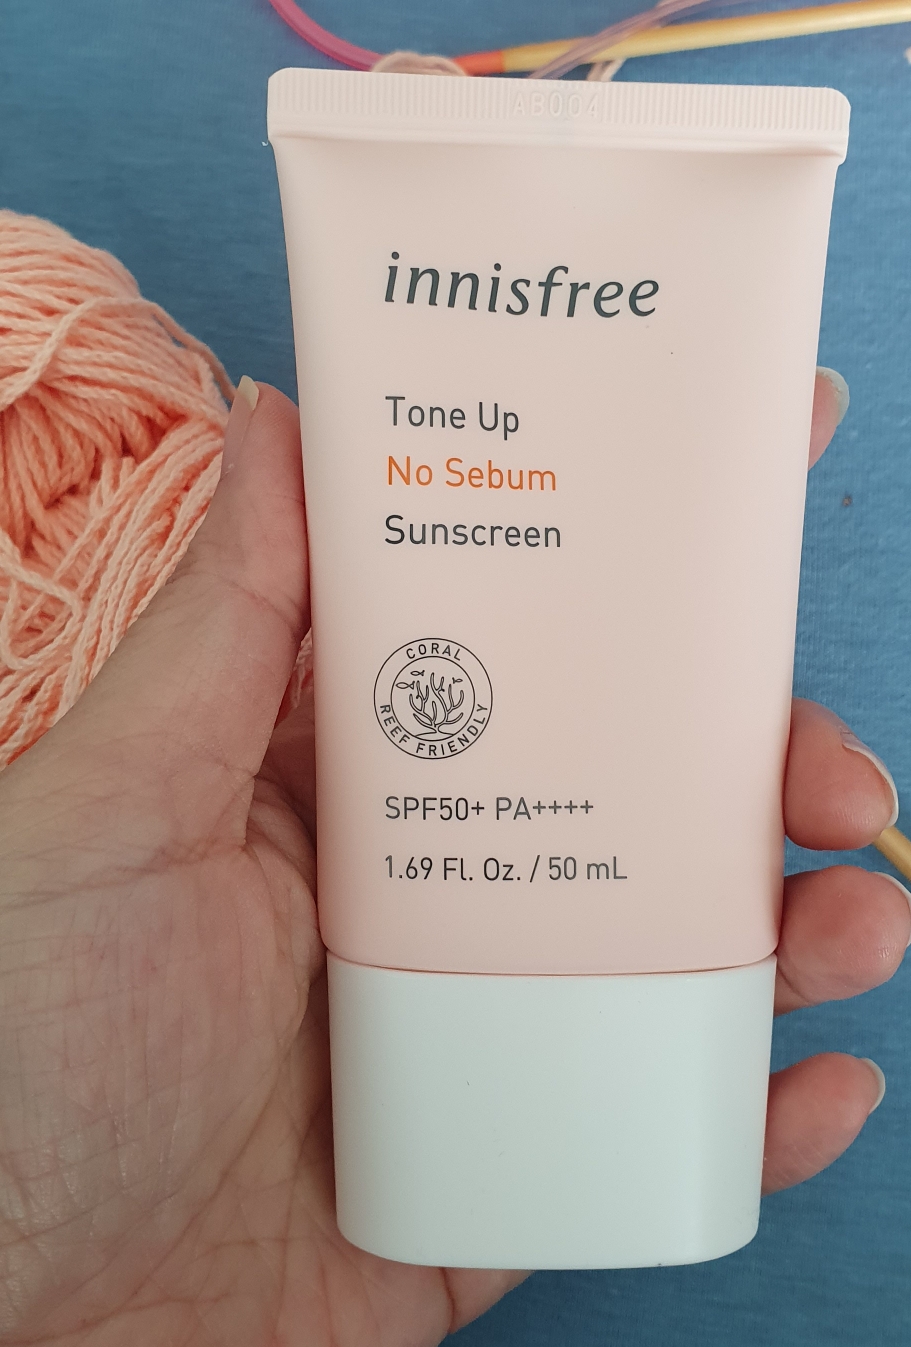 AB004
innisfree
Tone Up
No Sebum
Sunscreen
CORAL
REEF FRIENDLY
SPF50+ PA++++
1.69 Fl. Oz. / 50 mL